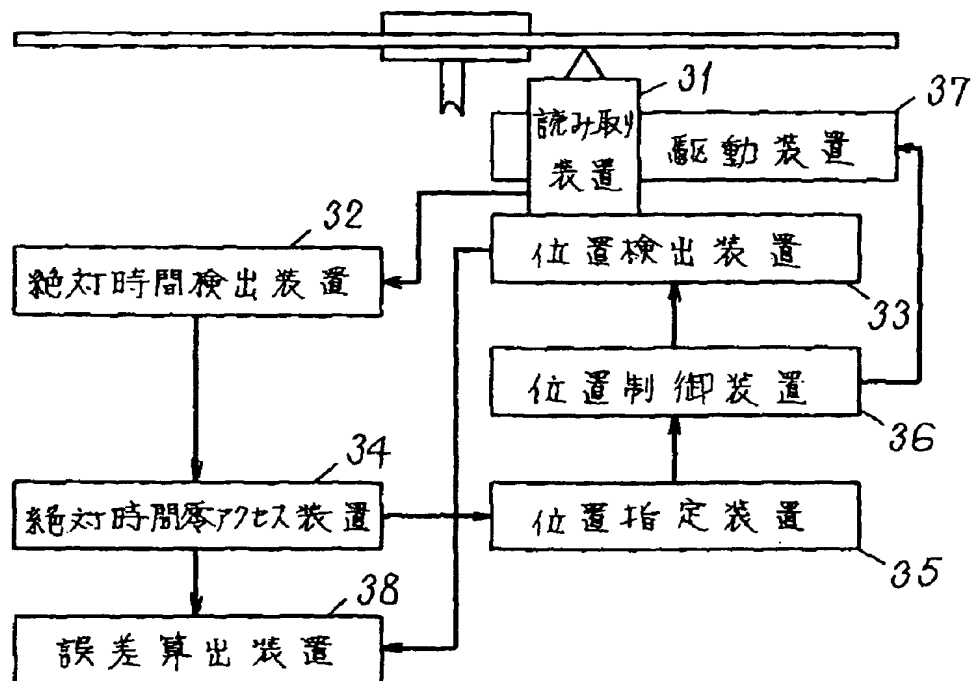 31
37
読み取り
装置
駆動装置
32
絶対時間検出装置
位置検出装置
33
位置制御装置
36
34
絶対時間零アクセス装置
位置指定装置
35
38
誤差算出装置